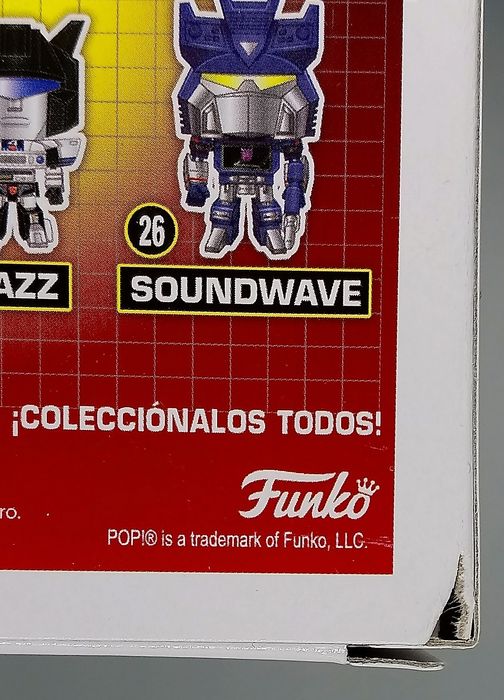 26
AZZ
SOUNDWAVE
¡COLECCIÓNALOS TODOS!
Funko
ro.
POP!® is a trademark of Funko, LLC.